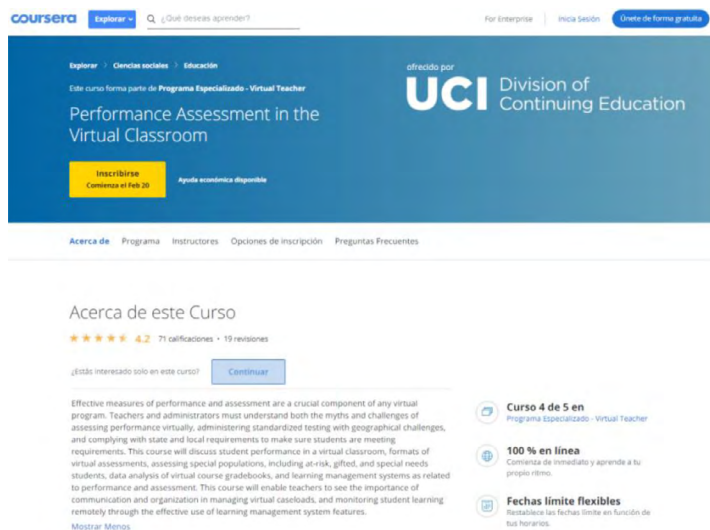 coursera Explorar ¿Qué deseas aprender? For Enterprise Inicia Sesión Únete de forma gratuita
Explorar > Ciencias sociales > Educación
Este curso forma parte de Programa Especializado - Virtual Teacher
Performance Assessment in the
Virtual Classroom
Inscribirse
Comienza el Feb 20
Ayuda económica disponible
ofrecido por
UCI Division of
Continuing Education
Acerca de Programa Instructores Opciones de inscripción Preguntas Frecuentes
Acerca de este Curso
4.2 71 calificaciones • 19 revisiones
¿Estás interesado solo en este curso? Continuar
Effective measures of performance and assessment are a crucial component of any virtual
program. Teachers and administrators must understand both the myths and challenges of
assessing performance virtually, administering standardized testing with geographical challenges,
and complying with state and local requirements to make sure students are meeting
requirements. This course will discuss student performance in a virtual classroom, formats of
virtual assessments, assessing special populations, including at-risk, gifted, and special needs
students, data analysis of virtual course gradebooks, and learning management systems as related
to performance and assessment. This course will enable teachers to see the importance of
communication and organization in managing virtual caseloads, and monitoring student learning
remotely through the effective use of learning management system features.
Mostrar Menos
Curso 4 de 5 en
Programa Especializado - Virtual Teacher
100 % en línea
Comienza de inmediato y aprende a tu
propio ritmo.
Fechas límite flexibles
Restablece las fechas límite en función de
tus horarios.